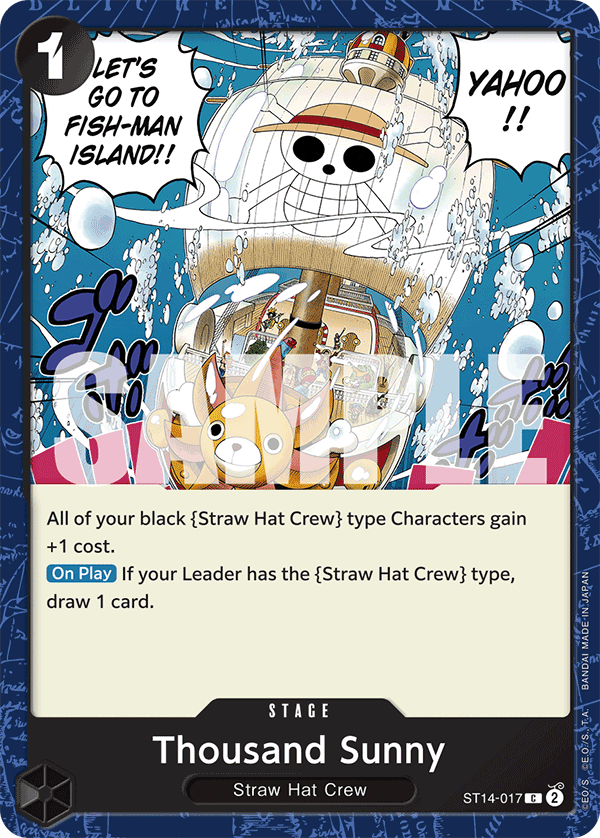 1
LET'S
GO TO
FISH-MAN
ISLAND!!
YAHOO
!!
SAMPLE
All of your black {Straw Hat Crew} type Characters gain
+1 cost.
On Play If your Leader has the {Straw Hat Crew} type,
draw 1 card.
STAGE
Thousand Sunny
Straw Hat Crew
ST14-017 C 2
©E.O/S. ©E.O./S.,T.A. BANDAI MADE IN JAPAN